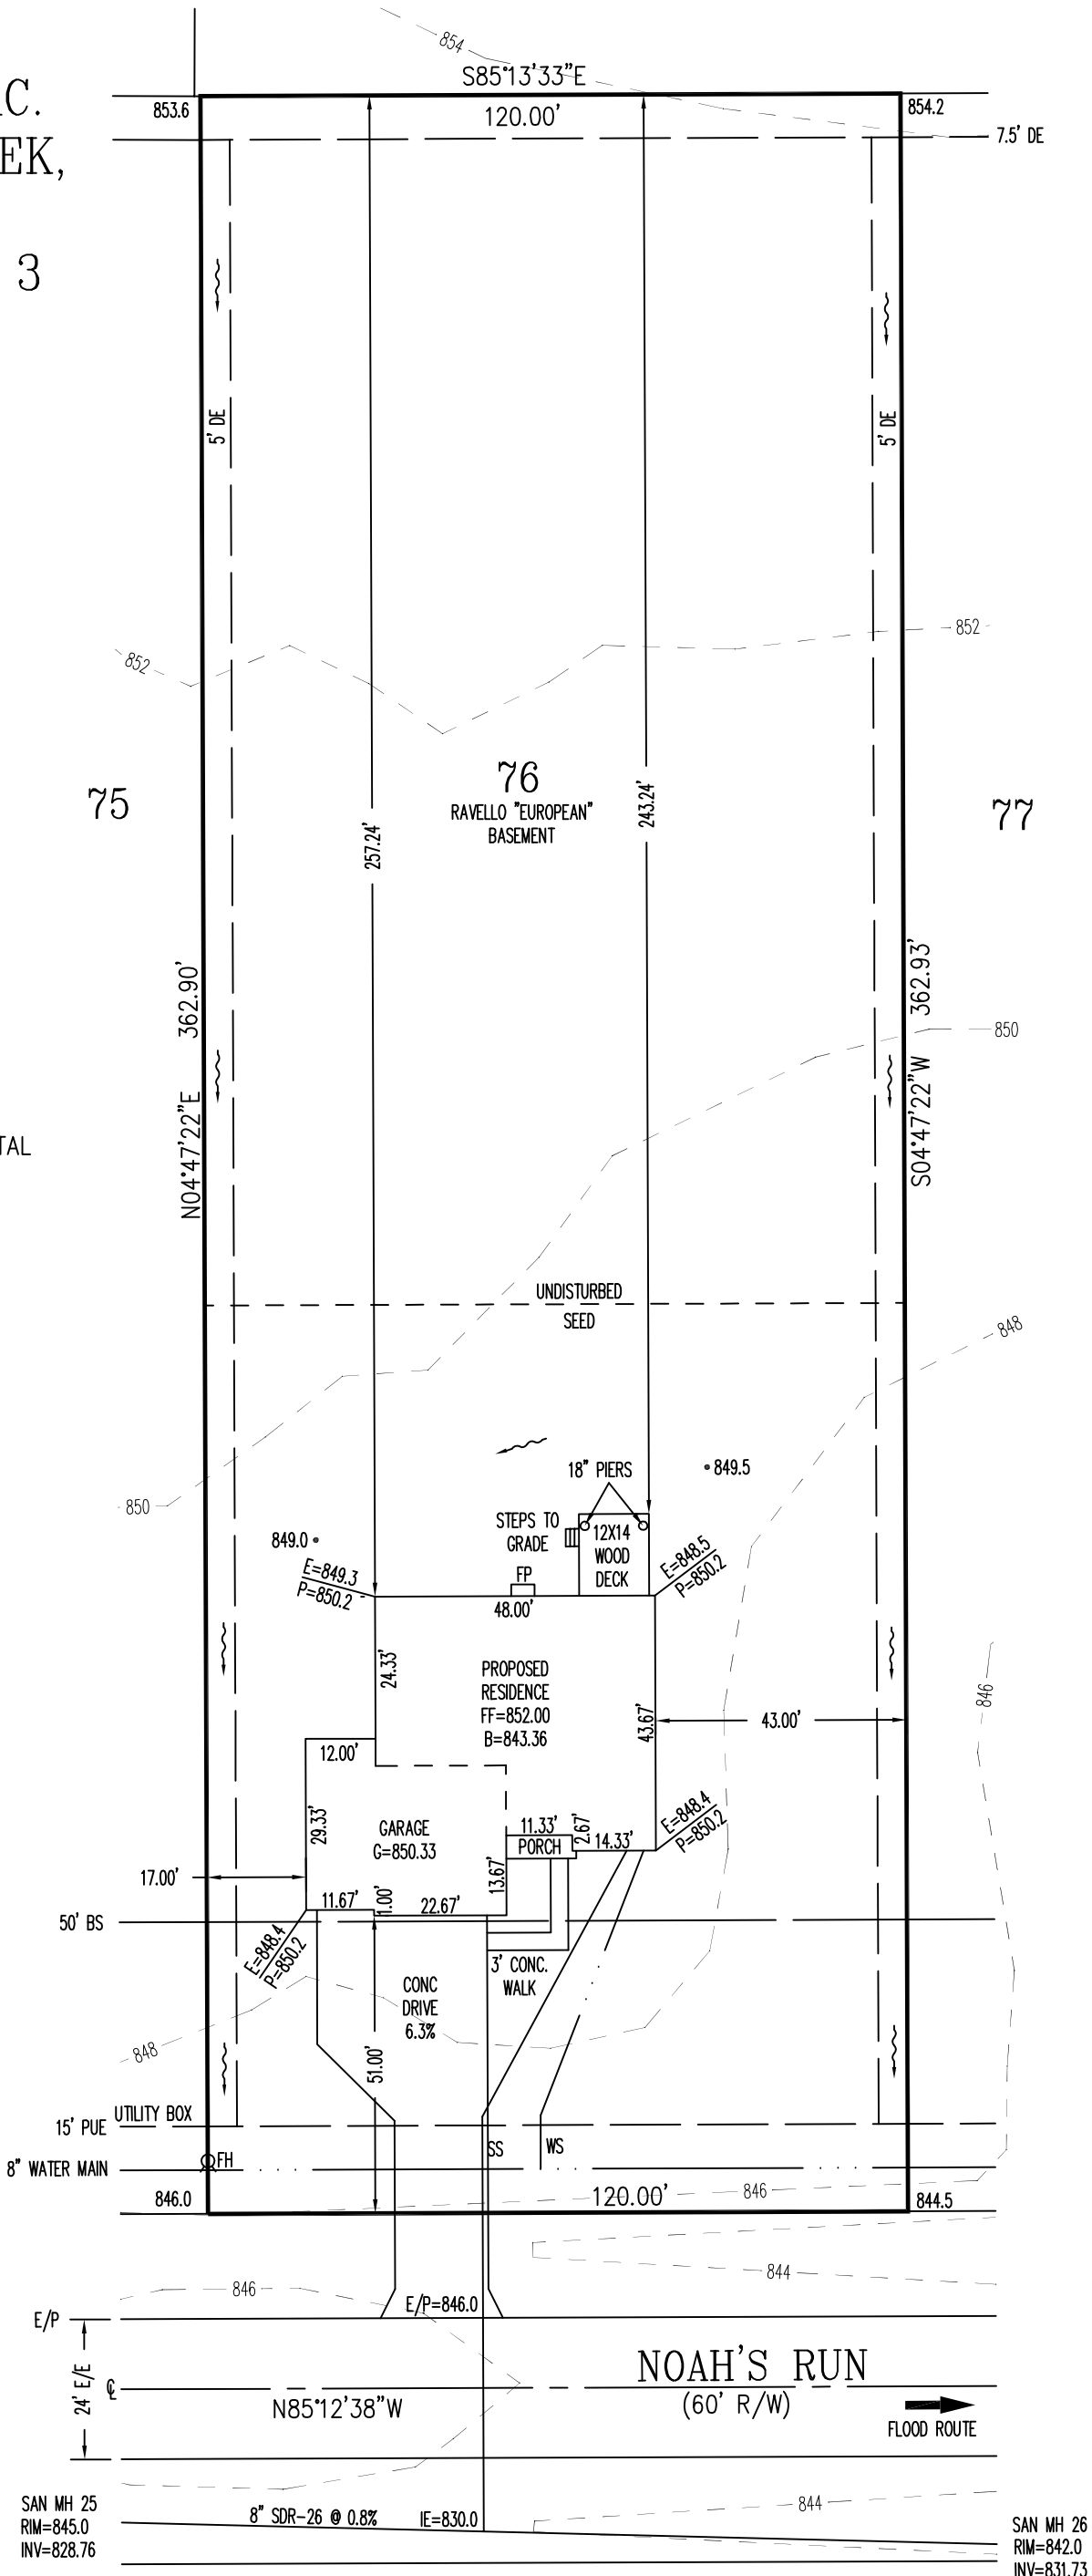 854
S85°13'33"E
C.
853.6
120.00'
854.2
7.5' DE
EEK,
3
5' DE
5' DE
852
852
76
RAVELLO "EUROPEAN"
BASEMENT
75
77
257.24'
243.24'
N04°47'22"E 362.90'
S04°47'22"W 362.93'
850
TAL
UNDISTURBED
SEED
848
850
18" PIERS
849.5
STEPS TO
GRADE
12X14
WOOD
DECK
849.0
E=849.3
P=850.2
FP
E=848.5
P=850.2
48.00'
24.33'
PROPOSED
RESIDENCE
FF=852.00
B=843.36
43.67'
43.00'
846
12.00'
29.33'
GARAGE
G=850.33
11.33'
2.67'
14.33'
PORCH
13.67'
E=848.4
P=850.2
17.00'
11.67'
1.00'
22.67'
50' BS
E=848.4
P=850.2
3' CONC.
WALK
CONC
DRIVE
6.3%
848
51.00'
UTILITY BOX
15' PUE
SS
WS
FH
8" WATER MAIN
846.0
120.00'
846
844.5
844
846
E/P=846.0
E/P
24' E/E
NOAH'S RUN
(60' R/W)
N85°12'38"W
FLOOD ROUTE
844
SAN MH 25
RIM=845.0
INV=828.76
8" SDR-26 @ 0.8%
IE=830.0
SAN MH 26
RIM=842.0
INV=831.73